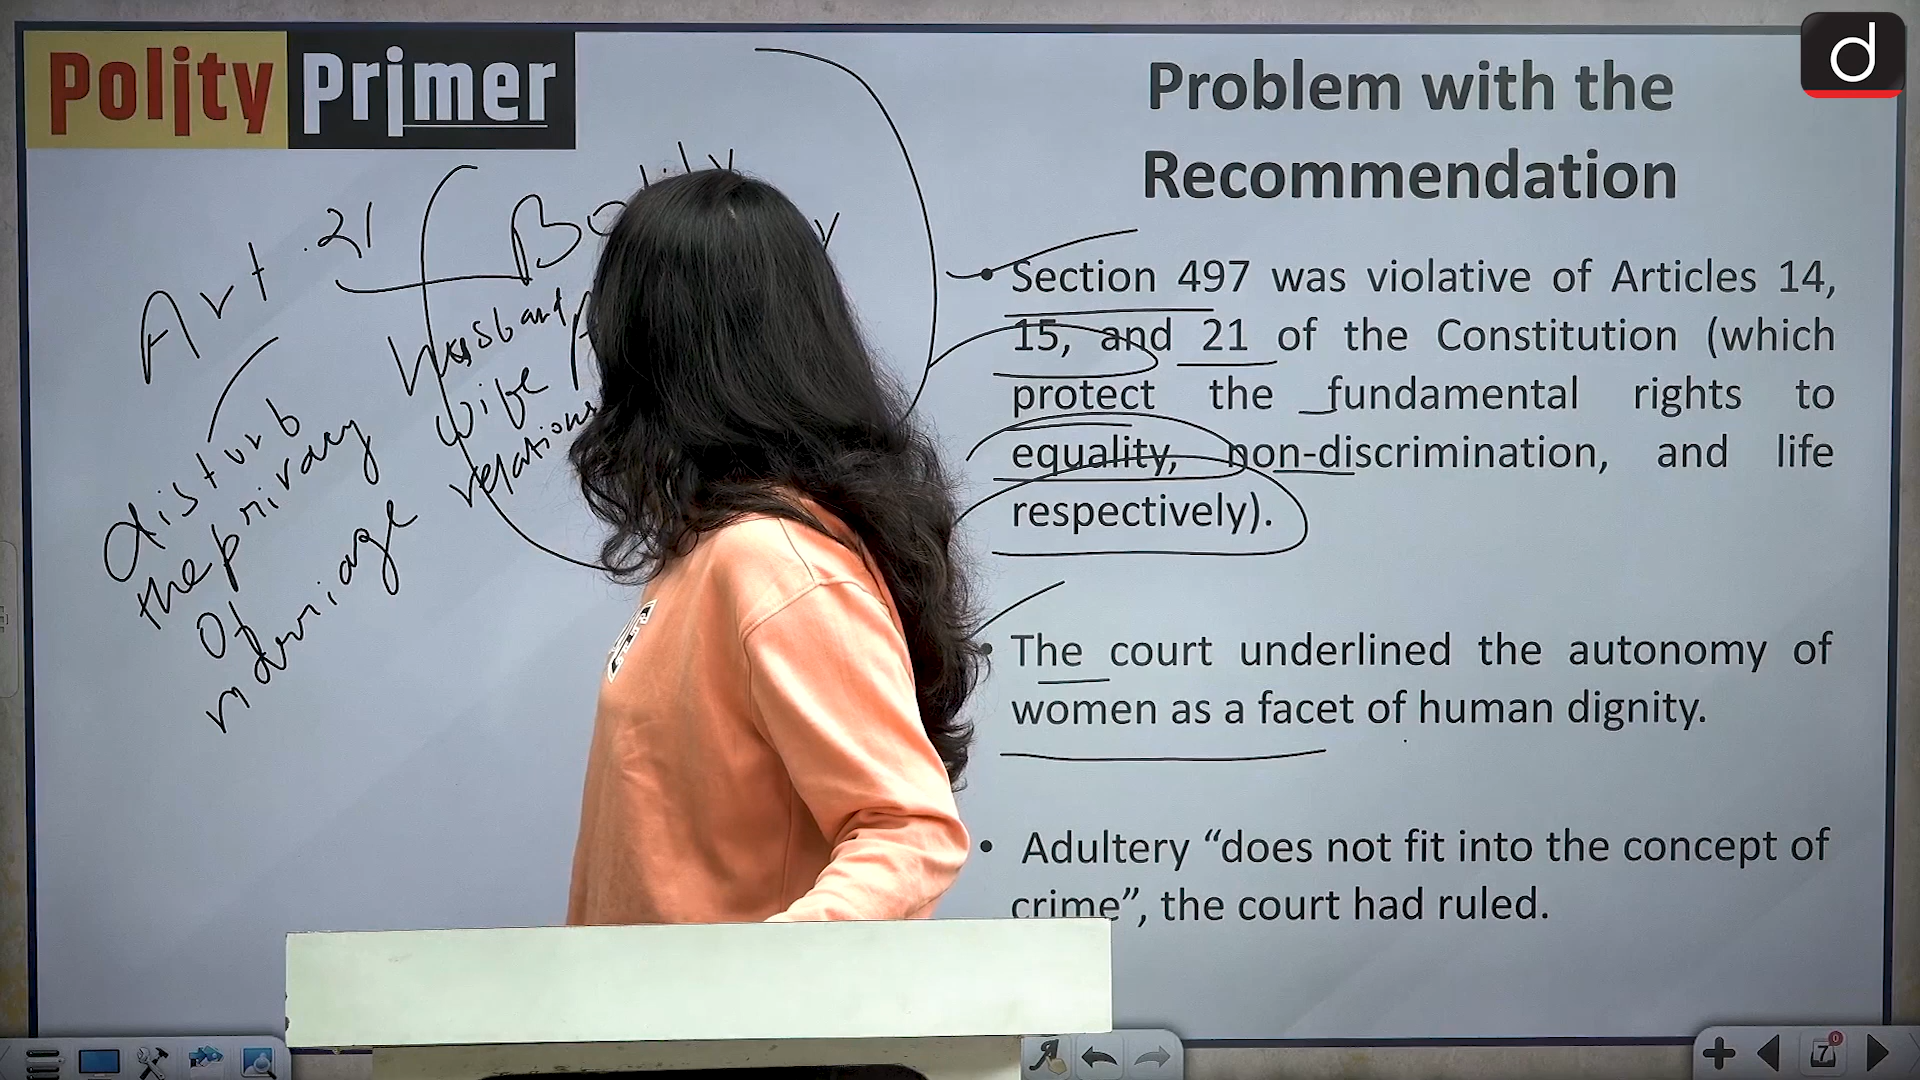 Polity Primer
d
Problem with the
Recommendation
• Section 497 was violative of Articles 14,
15, and 21 of the Constitution (which
protect the fundamental rights to
equality, non-discrimination, and life
respectively).
• The court underlined the autonomy of
women as a facet of human dignity.
• Adultery “does not fit into the concept of
crime”, the court had ruled.
Art. 21
husband
wife
disturb
the privacy
of
7
0